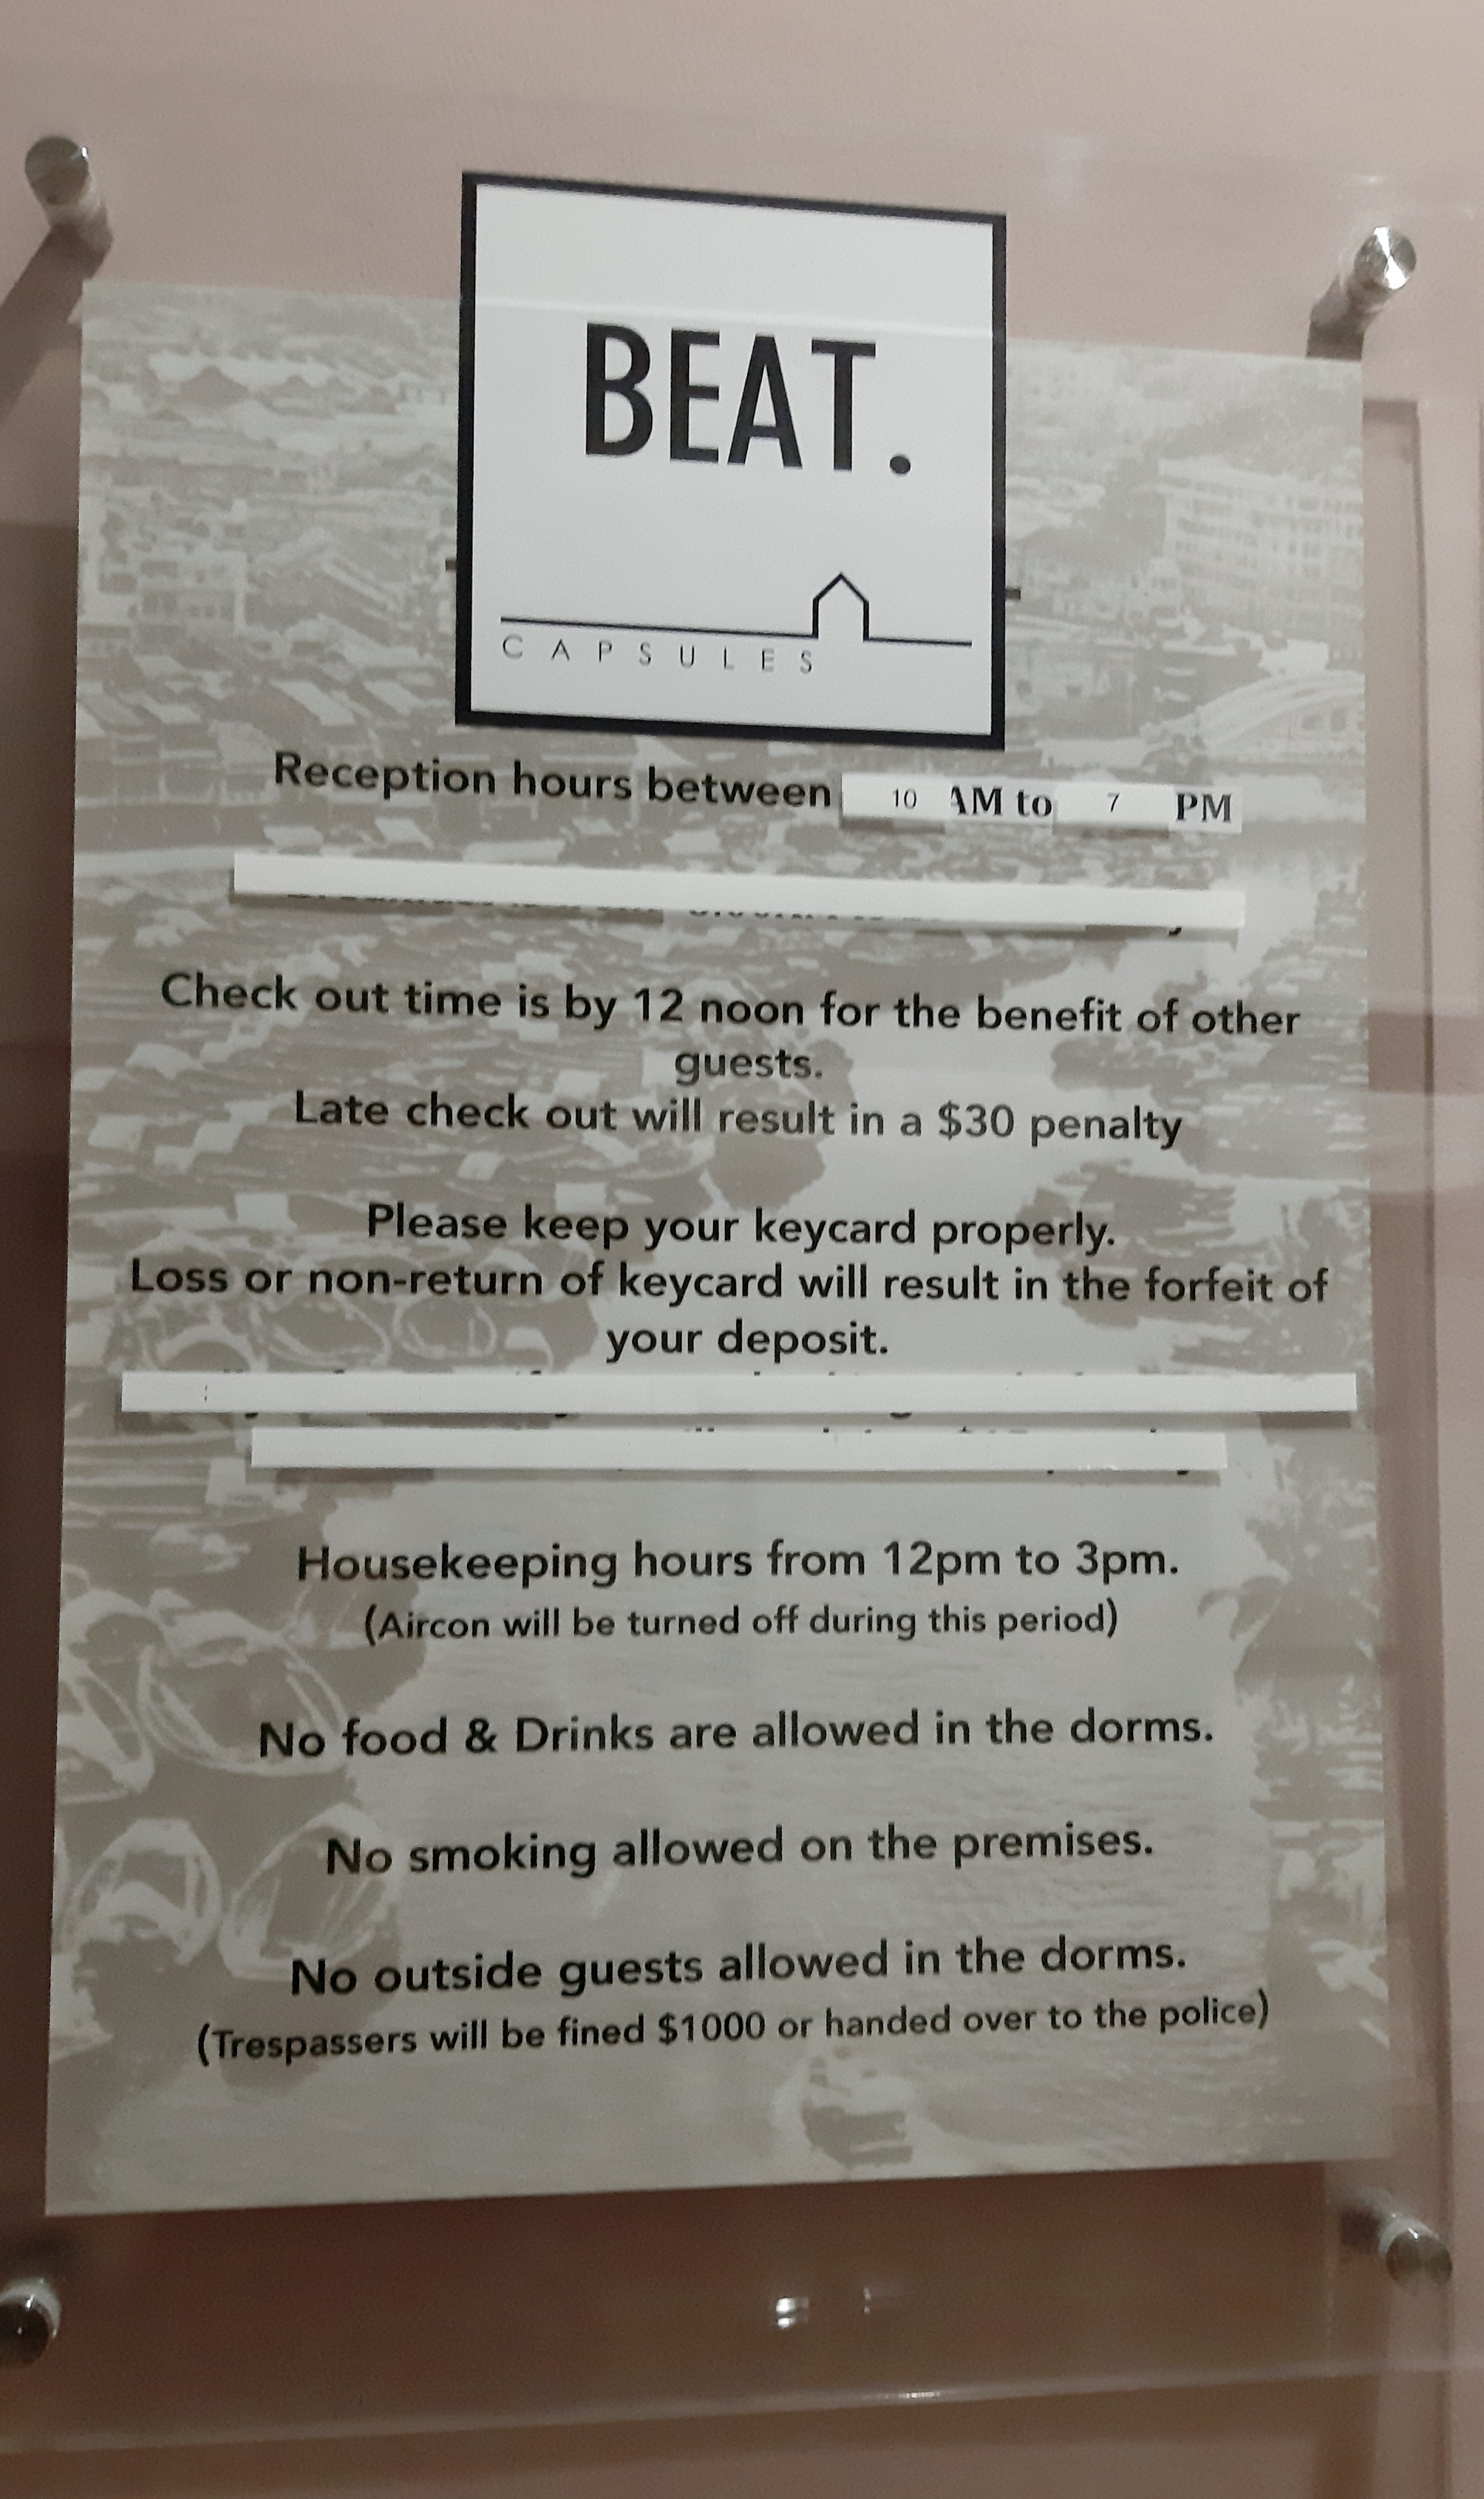 BEAT.
CAPSULES
Reception hours between 10 AM to 7 PM
Check out time is by 12 noon for the benefit of other
guests.
Late check out will result in a $30 penalty
Please keep your keycard properly.
Loss or non-return of keycard will result in the forfeit of
your deposit.
Housekeeping hours from 12pm to 3pm.
(Aircon will be turned off during this period)
No food & Drinks are allowed in the dorms.
No smoking allowed on the premises.
No outside guests allowed in the dorms.
(Trespassers will be fined $1000 or handed over to the police)